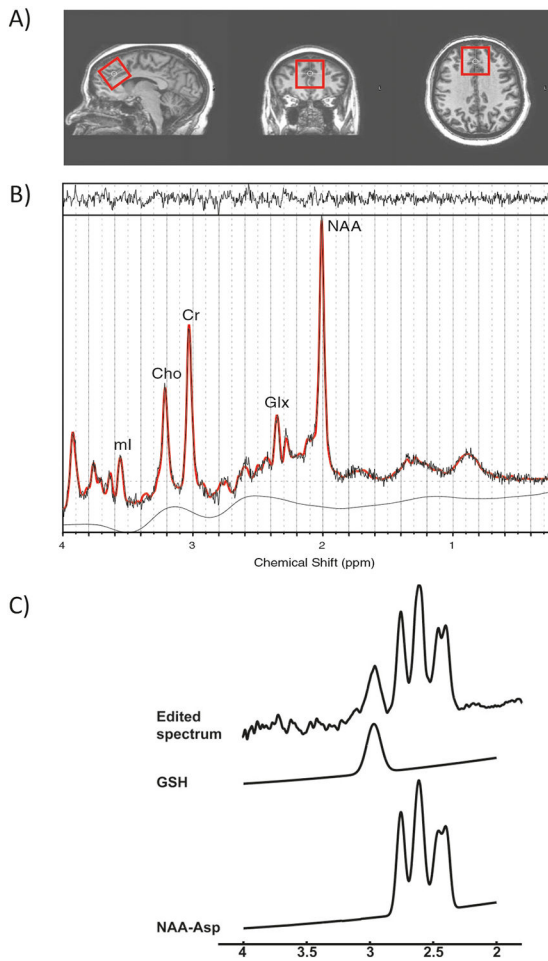 A)
B)
NAA
Cr
Cho
Glx
mI
4 3 2 1
Chemical Shift (ppm)
C)
Edited
spectrum
GSH
NAA-Asp
4 3.5 3 2.5 2